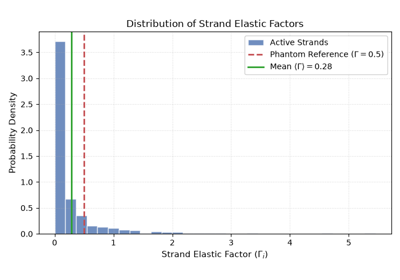 Distribution of Strand Elastic Factors
Active Strands
Phantom Reference (Γ = 0.5)
Mean ⟨Γ⟩ = 0.28
Probability Density
3.5
3.0
2.5
2.0
1.5
1.0
0.5
0.0
0 1 2 3 4 5
Strand Elastic Factor (Γᵢ)